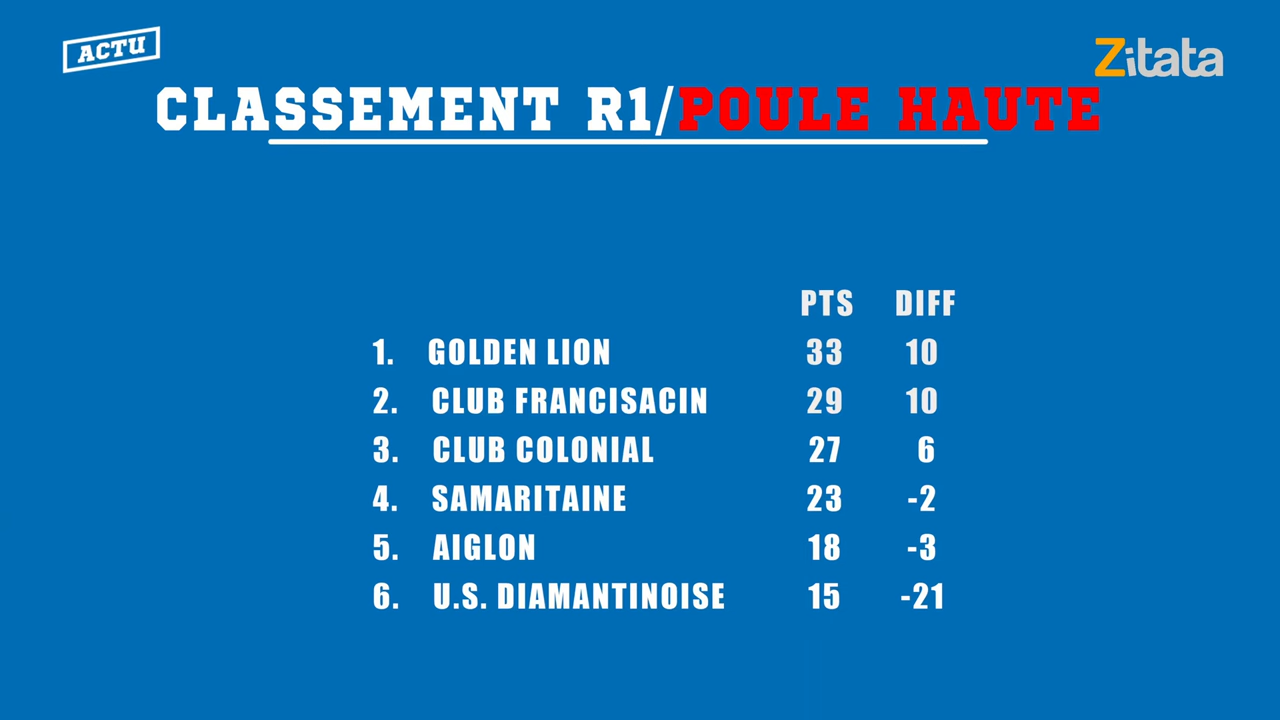 ACTU
Zitata
CLASSEMENT R1/POULE HAUTE
PTS DIFF
1. GOLDEN LION 33 10
2. CLUB FRANCISACIN 29 10
3. CLUB COLONIAL 27 6
4. SAMARITAINE 23 -2
5. AIGLON 18 -3
6. U.S. DIAMANTINOISE 15 -21